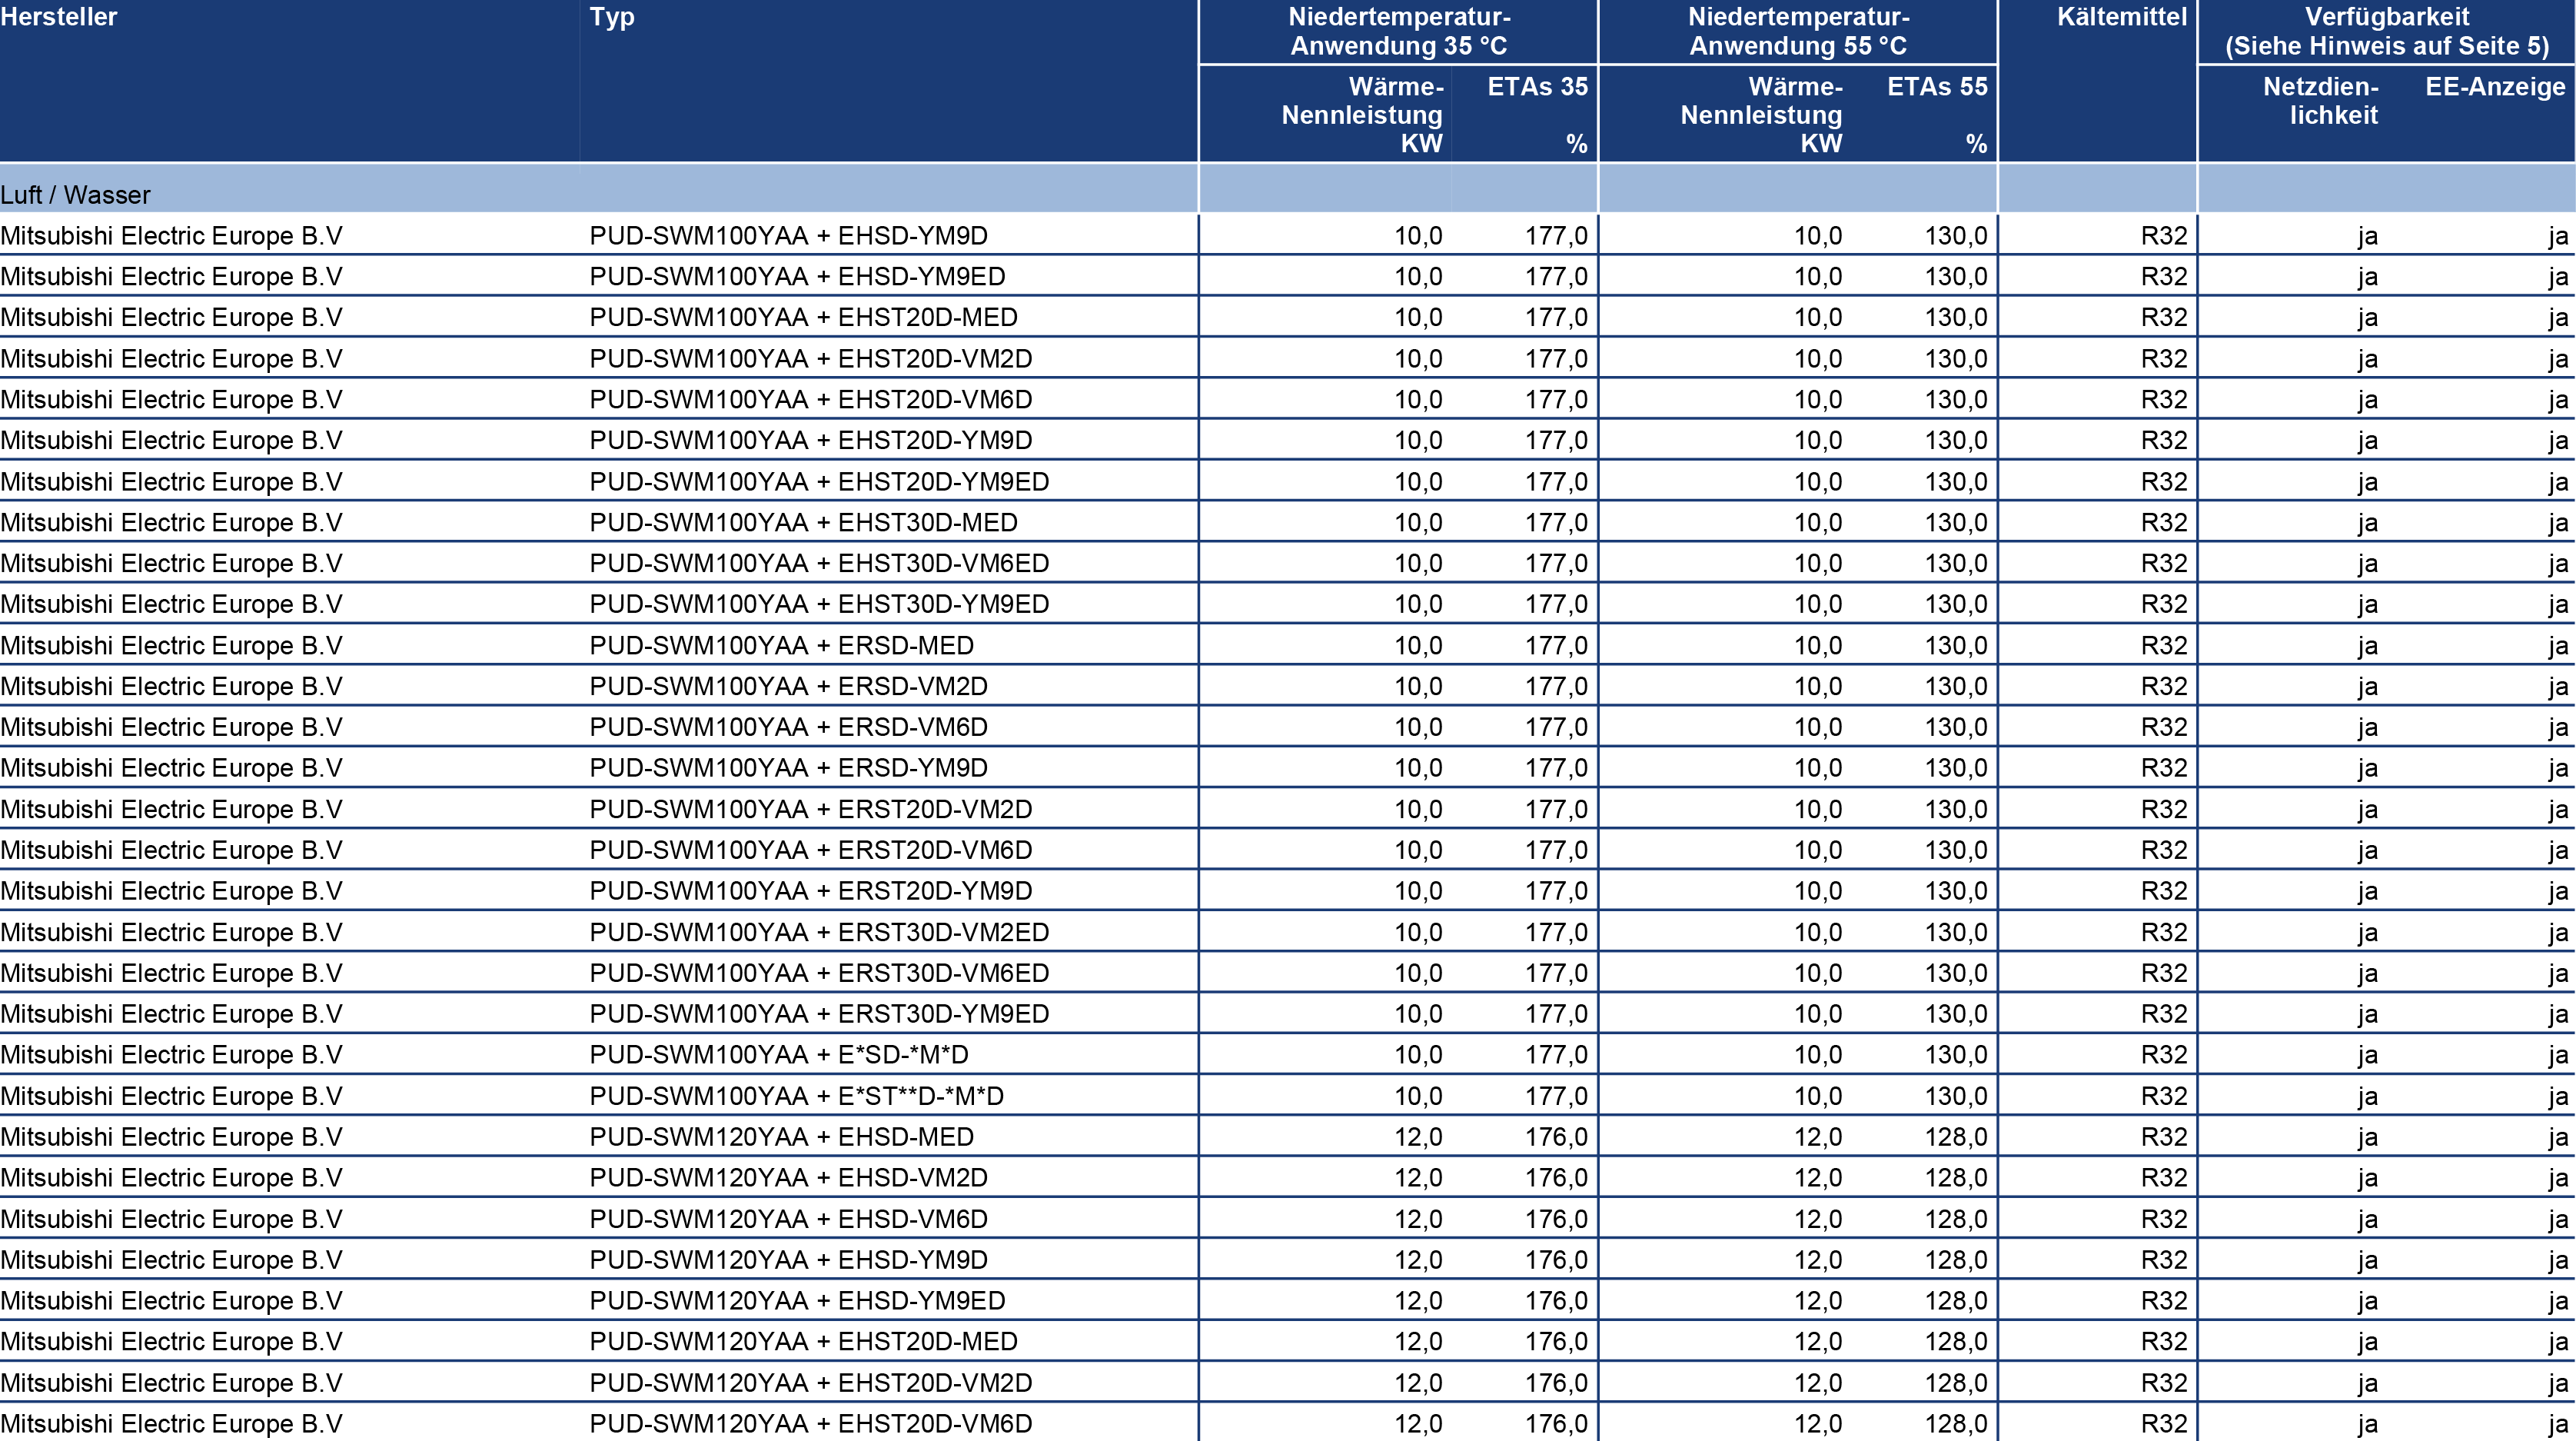 Hersteller Typ Niedertemperatur- Niedertemperatur- Kältemittel Verfügbarkeit
Anwendung 35 °C Anwendung 55 °C (Siehe Hinweis auf Seite 5)
Wärme- ETAs 35 Wärme- ETAs 55 Netzdien- EE-Anzeige
Nennleistung Nennleistung lichkeit
KW % KW %
Luft / Wasser
Mitsubishi Electric Europe B.V PUD-SWM100YAA + EHSD-YM9D 10,0 177,0 10,0 130,0 R32 ja ja
Mitsubishi Electric Europe B.V PUD-SWM100YAA + EHSD-YM9ED 10,0 177,0 10,0 130,0 R32 ja ja
Mitsubishi Electric Europe B.V PUD-SWM100YAA + EHST20D-MED 10,0 177,0 10,0 130,0 R32 ja ja
Mitsubishi Electric Europe B.V PUD-SWM100YAA + EHST20D-VM2D 10,0 177,0 10,0 130,0 R32 ja ja
Mitsubishi Electric Europe B.V PUD-SWM100YAA + EHST20D-VM6D 10,0 177,0 10,0 130,0 R32 ja ja
Mitsubishi Electric Europe B.V PUD-SWM100YAA + EHST20D-YM9D 10,0 177,0 10,0 130,0 R32 ja ja
Mitsubishi Electric Europe B.V PUD-SWM100YAA + EHST20D-YM9ED 10,0 177,0 10,0 130,0 R32 ja ja
Mitsubishi Electric Europe B.V PUD-SWM100YAA + EHST30D-MED 10,0 177,0 10,0 130,0 R32 ja ja
Mitsubishi Electric Europe B.V PUD-SWM100YAA + EHST30D-VM6ED 10,0 177,0 10,0 130,0 R32 ja ja
Mitsubishi Electric Europe B.V PUD-SWM100YAA + EHST30D-YM9ED 10,0 177,0 10,0 130,0 R32 ja ja
Mitsubishi Electric Europe B.V PUD-SWM100YAA + ERSD-MED 10,0 177,0 10,0 130,0 R32 ja ja
Mitsubishi Electric Europe B.V PUD-SWM100YAA + ERSD-VM2D 10,0 177,0 10,0 130,0 R32 ja ja
Mitsubishi Electric Europe B.V PUD-SWM100YAA + ERSD-VM6D 10,0 177,0 10,0 130,0 R32 ja ja
Mitsubishi Electric Europe B.V PUD-SWM100YAA + ERSD-YM9D 10,0 177,0 10,0 130,0 R32 ja ja
Mitsubishi Electric Europe B.V PUD-SWM100YAA + ERST20D-VM2D 10,0 177,0 10,0 130,0 R32 ja ja
Mitsubishi Electric Europe B.V PUD-SWM100YAA + ERST20D-VM6D 10,0 177,0 10,0 130,0 R32 ja ja
Mitsubishi Electric Europe B.V PUD-SWM100YAA + ERST20D-YM9D 10,0 177,0 10,0 130,0 R32 ja ja
Mitsubishi Electric Europe B.V PUD-SWM100YAA + ERST30D-VM2ED 10,0 177,0 10,0 130,0 R32 ja ja
Mitsubishi Electric Europe B.V PUD-SWM100YAA + ERST30D-VM6ED 10,0 177,0 10,0 130,0 R32 ja ja
Mitsubishi Electric Europe B.V PUD-SWM100YAA + ERST30D-YM9ED 10,0 177,0 10,0 130,0 R32 ja ja
Mitsubishi Electric Europe B.V PUD-SWM100YAA + E*SD-*M*D 10,0 177,0 10,0 130,0 R32 ja ja
Mitsubishi Electric Europe B.V PUD-SWM100YAA + E*ST**D-*M*D 10,0 177,0 10,0 130,0 R32 ja ja
Mitsubishi Electric Europe B.V PUD-SWM120YAA + EHSD-MED 12,0 176,0 12,0 128,0 R32 ja ja
Mitsubishi Electric Europe B.V PUD-SWM120YAA + EHSD-VM2D 12,0 176,0 12,0 128,0 R32 ja ja
Mitsubishi Electric Europe B.V PUD-SWM120YAA + EHSD-VM6D 12,0 176,0 12,0 128,0 R32 ja ja
Mitsubishi Electric Europe B.V PUD-SWM120YAA + EHSD-YM9D 12,0 176,0 12,0 128,0 R32 ja ja
Mitsubishi Electric Europe B.V PUD-SWM120YAA + EHSD-YM9ED 12,0 176,0 12,0 128,0 R32 ja ja
Mitsubishi Electric Europe B.V PUD-SWM120YAA + EHST20D-MED 12,0 176,0 12,0 128,0 R32 ja ja
Mitsubishi Electric Europe B.V PUD-SWM120YAA + EHST20D-VM2D 12,0 176,0 12,0 128,0 R32 ja ja
Mitsubishi Electric Europe B.V PUD-SWM120YAA + EHST20D-VM6D 12,0 176,0 12,0 128,0 R32 ja ja